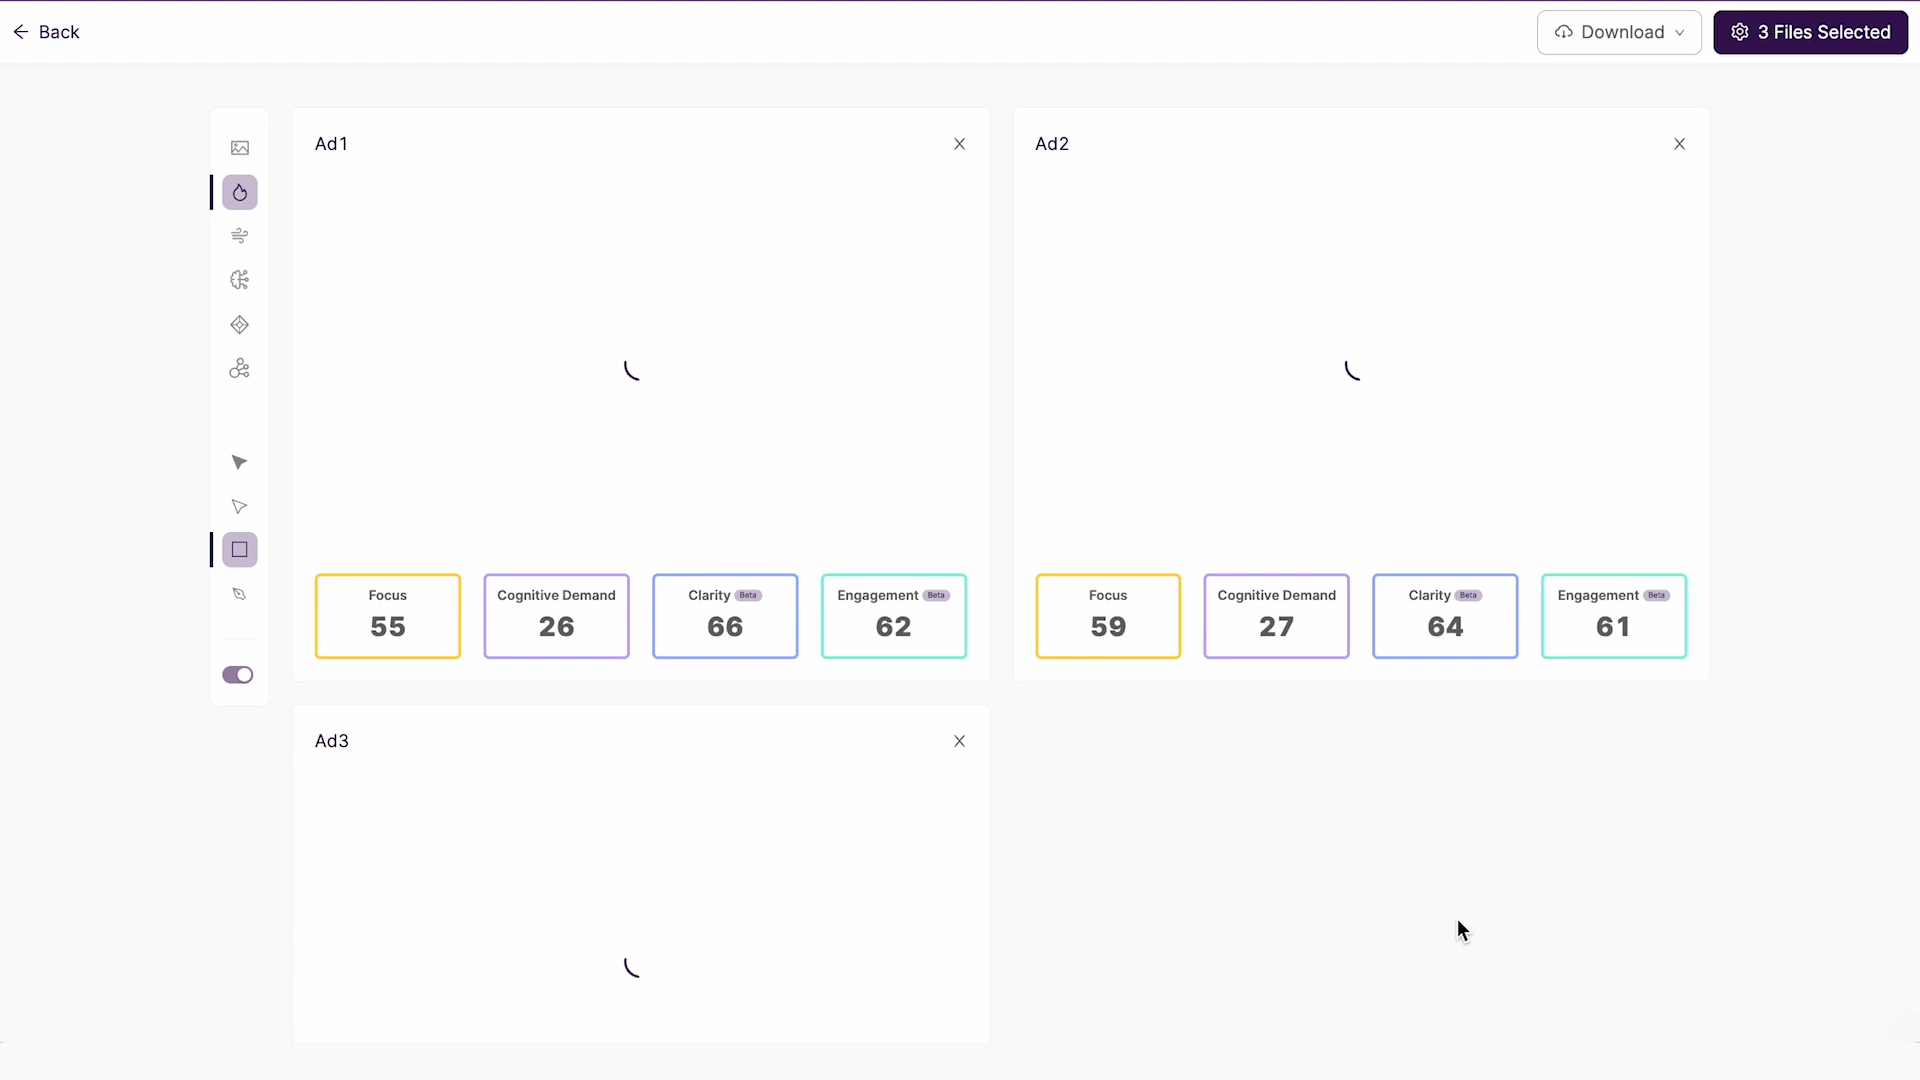 Back
Download
3 Files Selected
Ad1
Ad2
Focus
55
Cognitive Demand
26
Clarity Beta
66
Engagement Beta
62
Focus
59
Cognitive Demand
27
Clarity Beta
64
Engagement Beta
61
Ad3